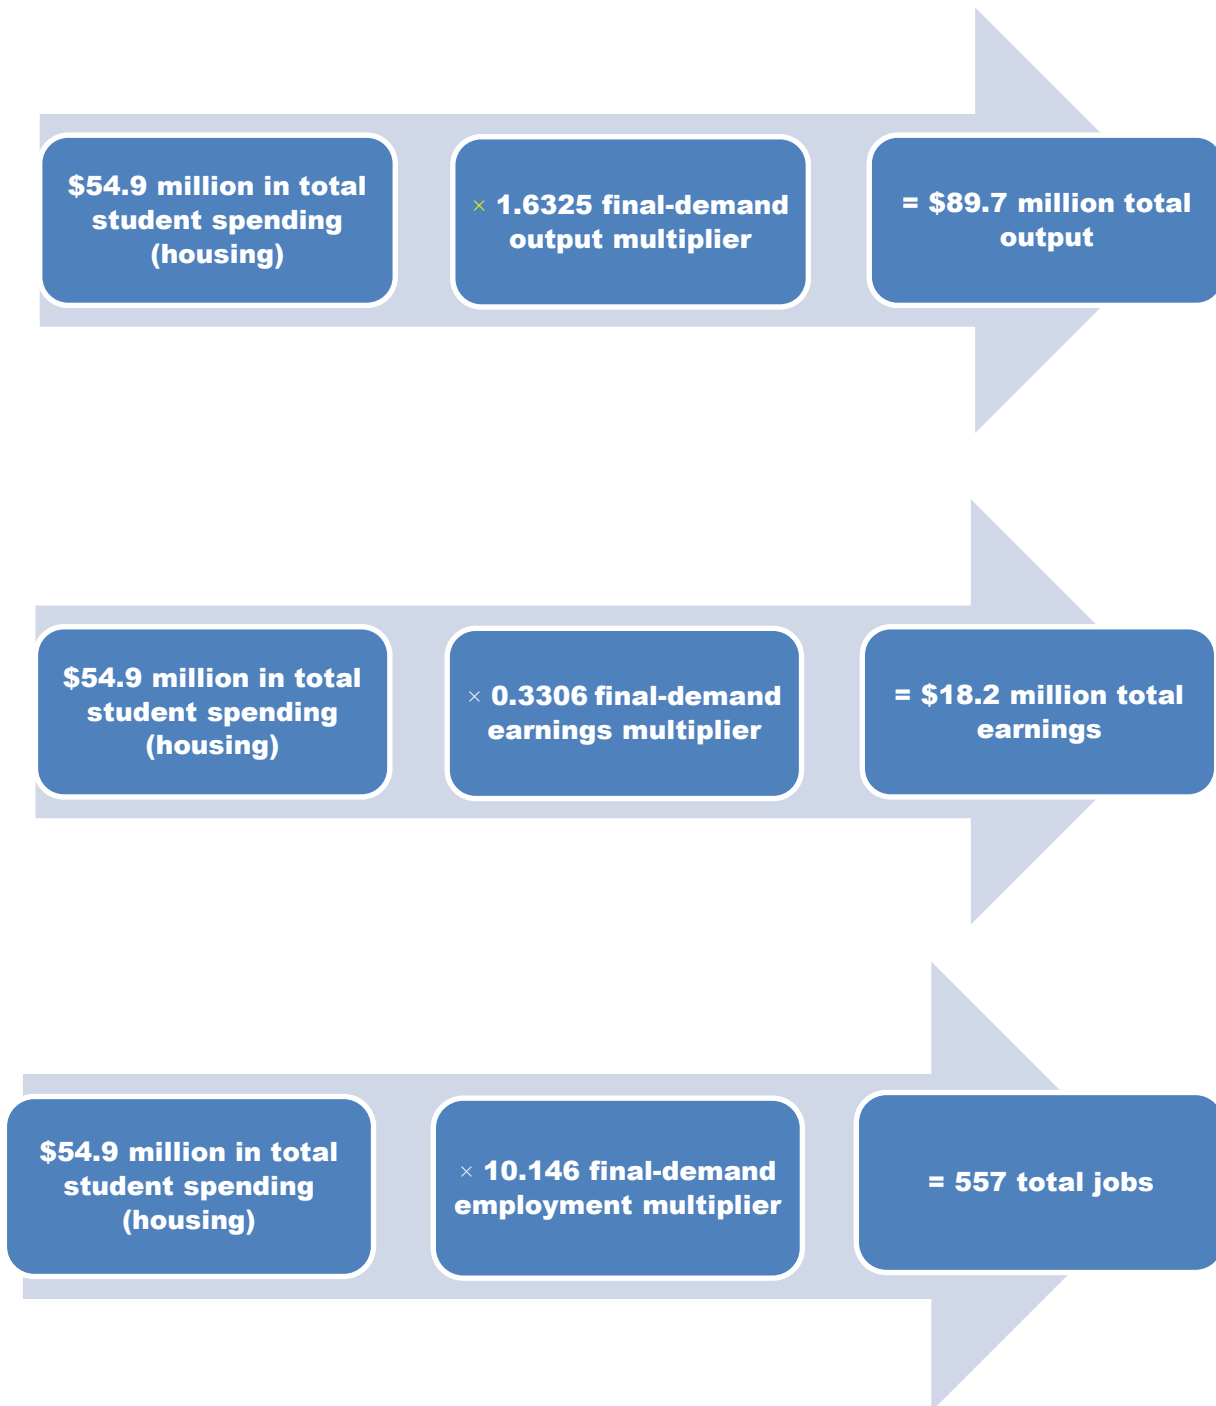 $54.9 million in total
student spending
(housing)
× 1.6325 final-demand
output multiplier
= $89.7 million total
output
$54.9 million in total
student spending
(housing)
× 0.3306 final-demand
earnings multiplier
= $18.2 million total
earnings
$54.9 million in total
student spending
(housing)
× 10.146 final-demand
employment multiplier
= 557 total jobs